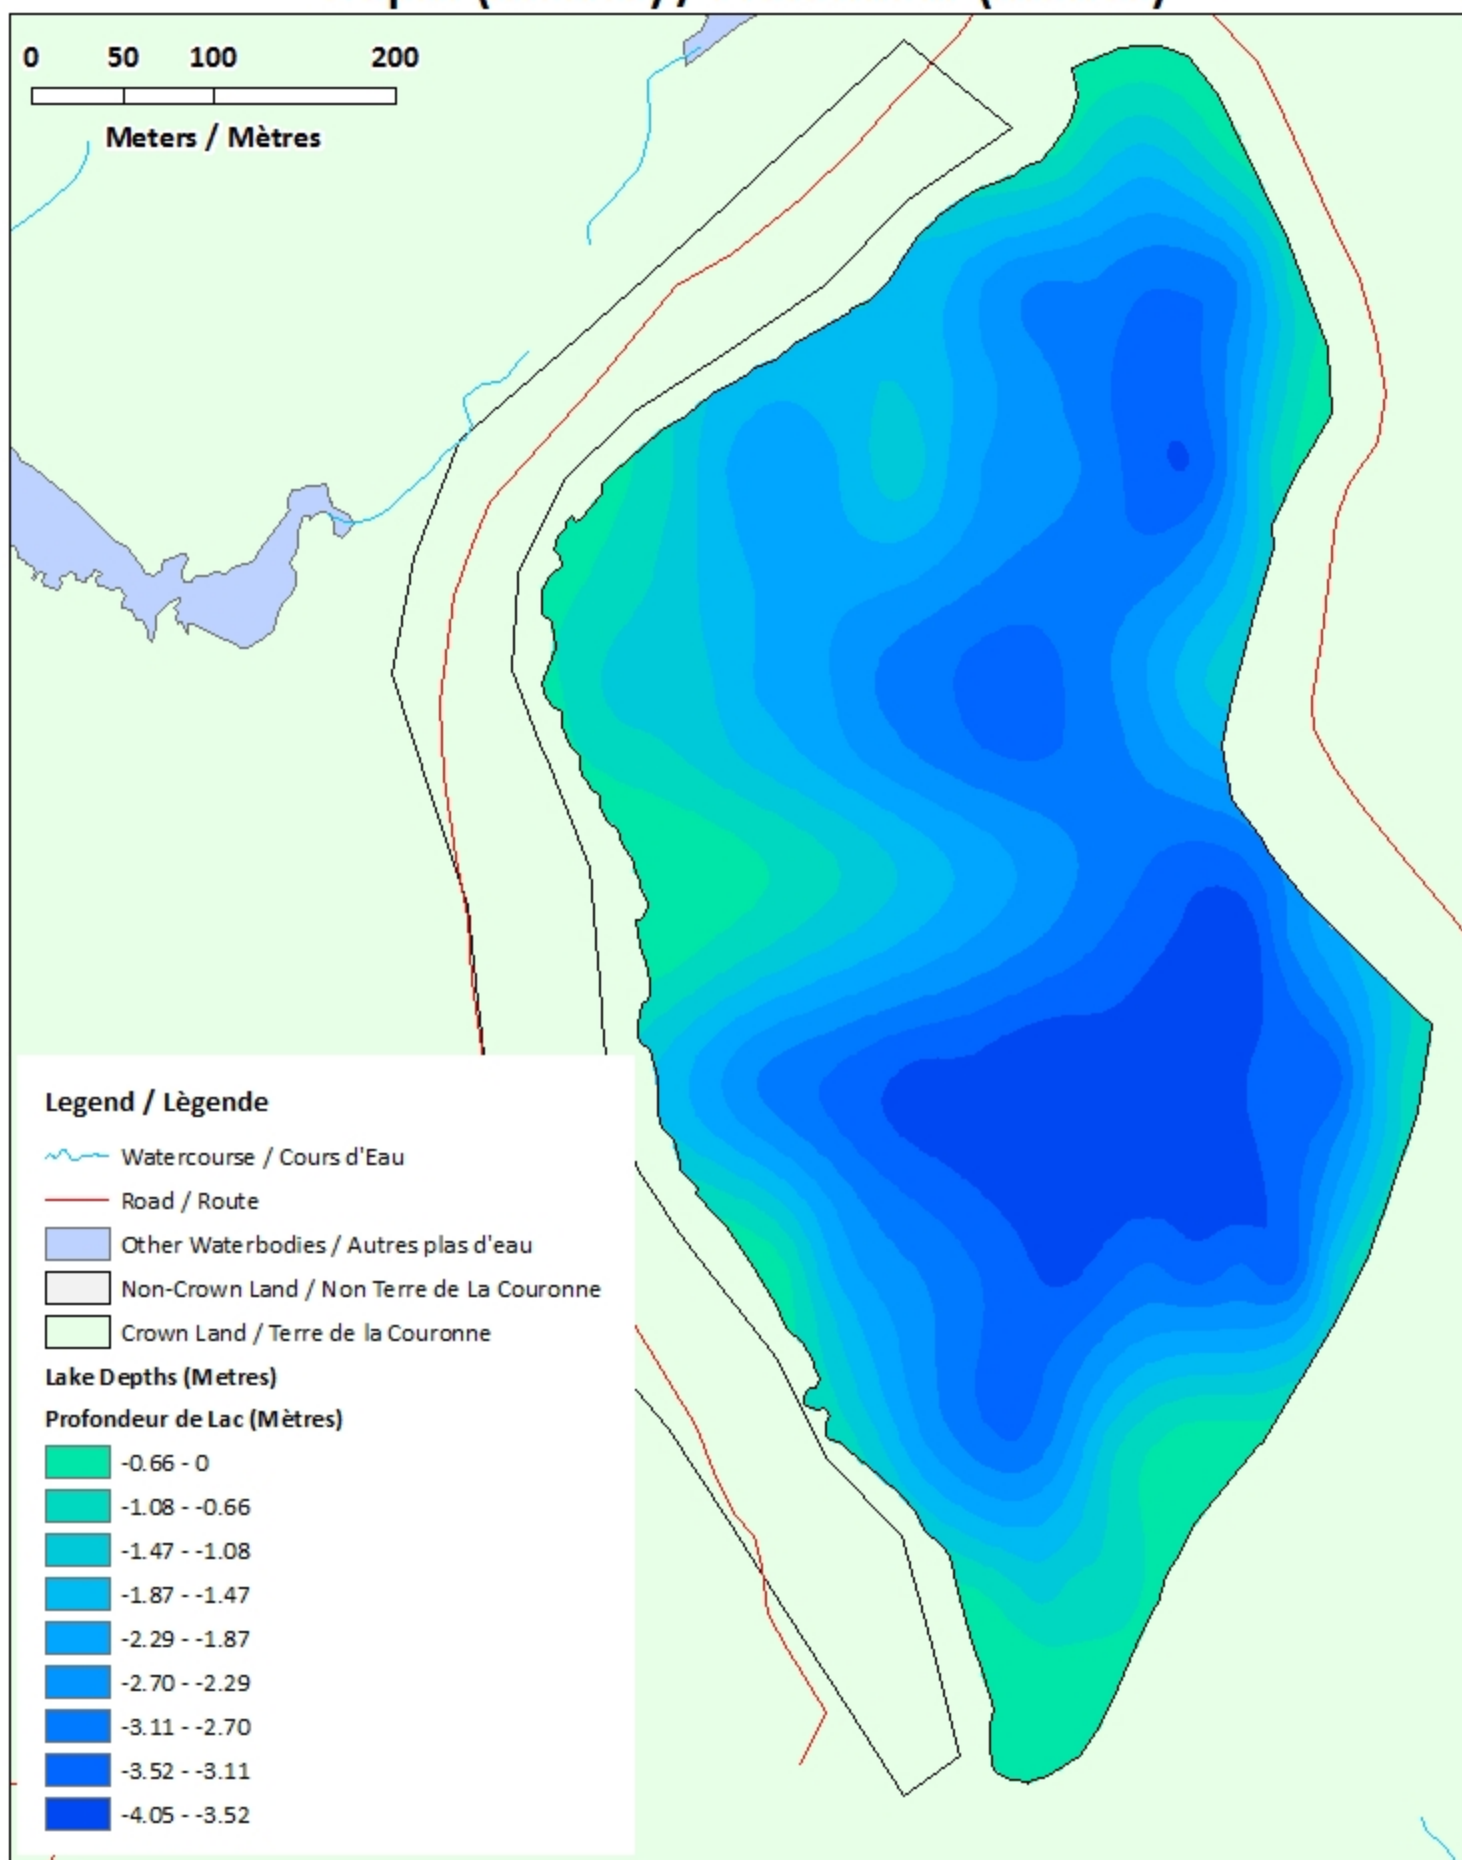 0 50 100 200
Meters / Mètres
Legend / Lègende
Watercourse / Cours d'Eau
Road / Route
Other Waterbodies / Autres plas d'eau
Non-Crown Land / Non Terre de La Couronne
Crown Land / Terre de la Couronne
Lake Depths (Metres)
Profondeur de Lac (Mètres)
-0.66 - 0
-1.08 - -0.66
-1.47 - -1.08
-1.87 - -1.47
-2.29 - -1.87
-2.70 - -2.29
-3.11 - -2.70
-3.52 - -3.11
-4.05 - -3.52